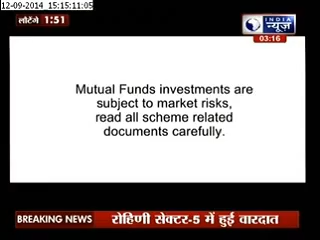 12-09-2014 15:15:11:05
लौटेंगे 1:51
INDIA
न्यूज़
03:16
Mutual Funds investments are
subject to market risks,
read all scheme related
documents carefully.
BREAKING NEWS रोहिणी सेक्टर-5 में हुई वारदात